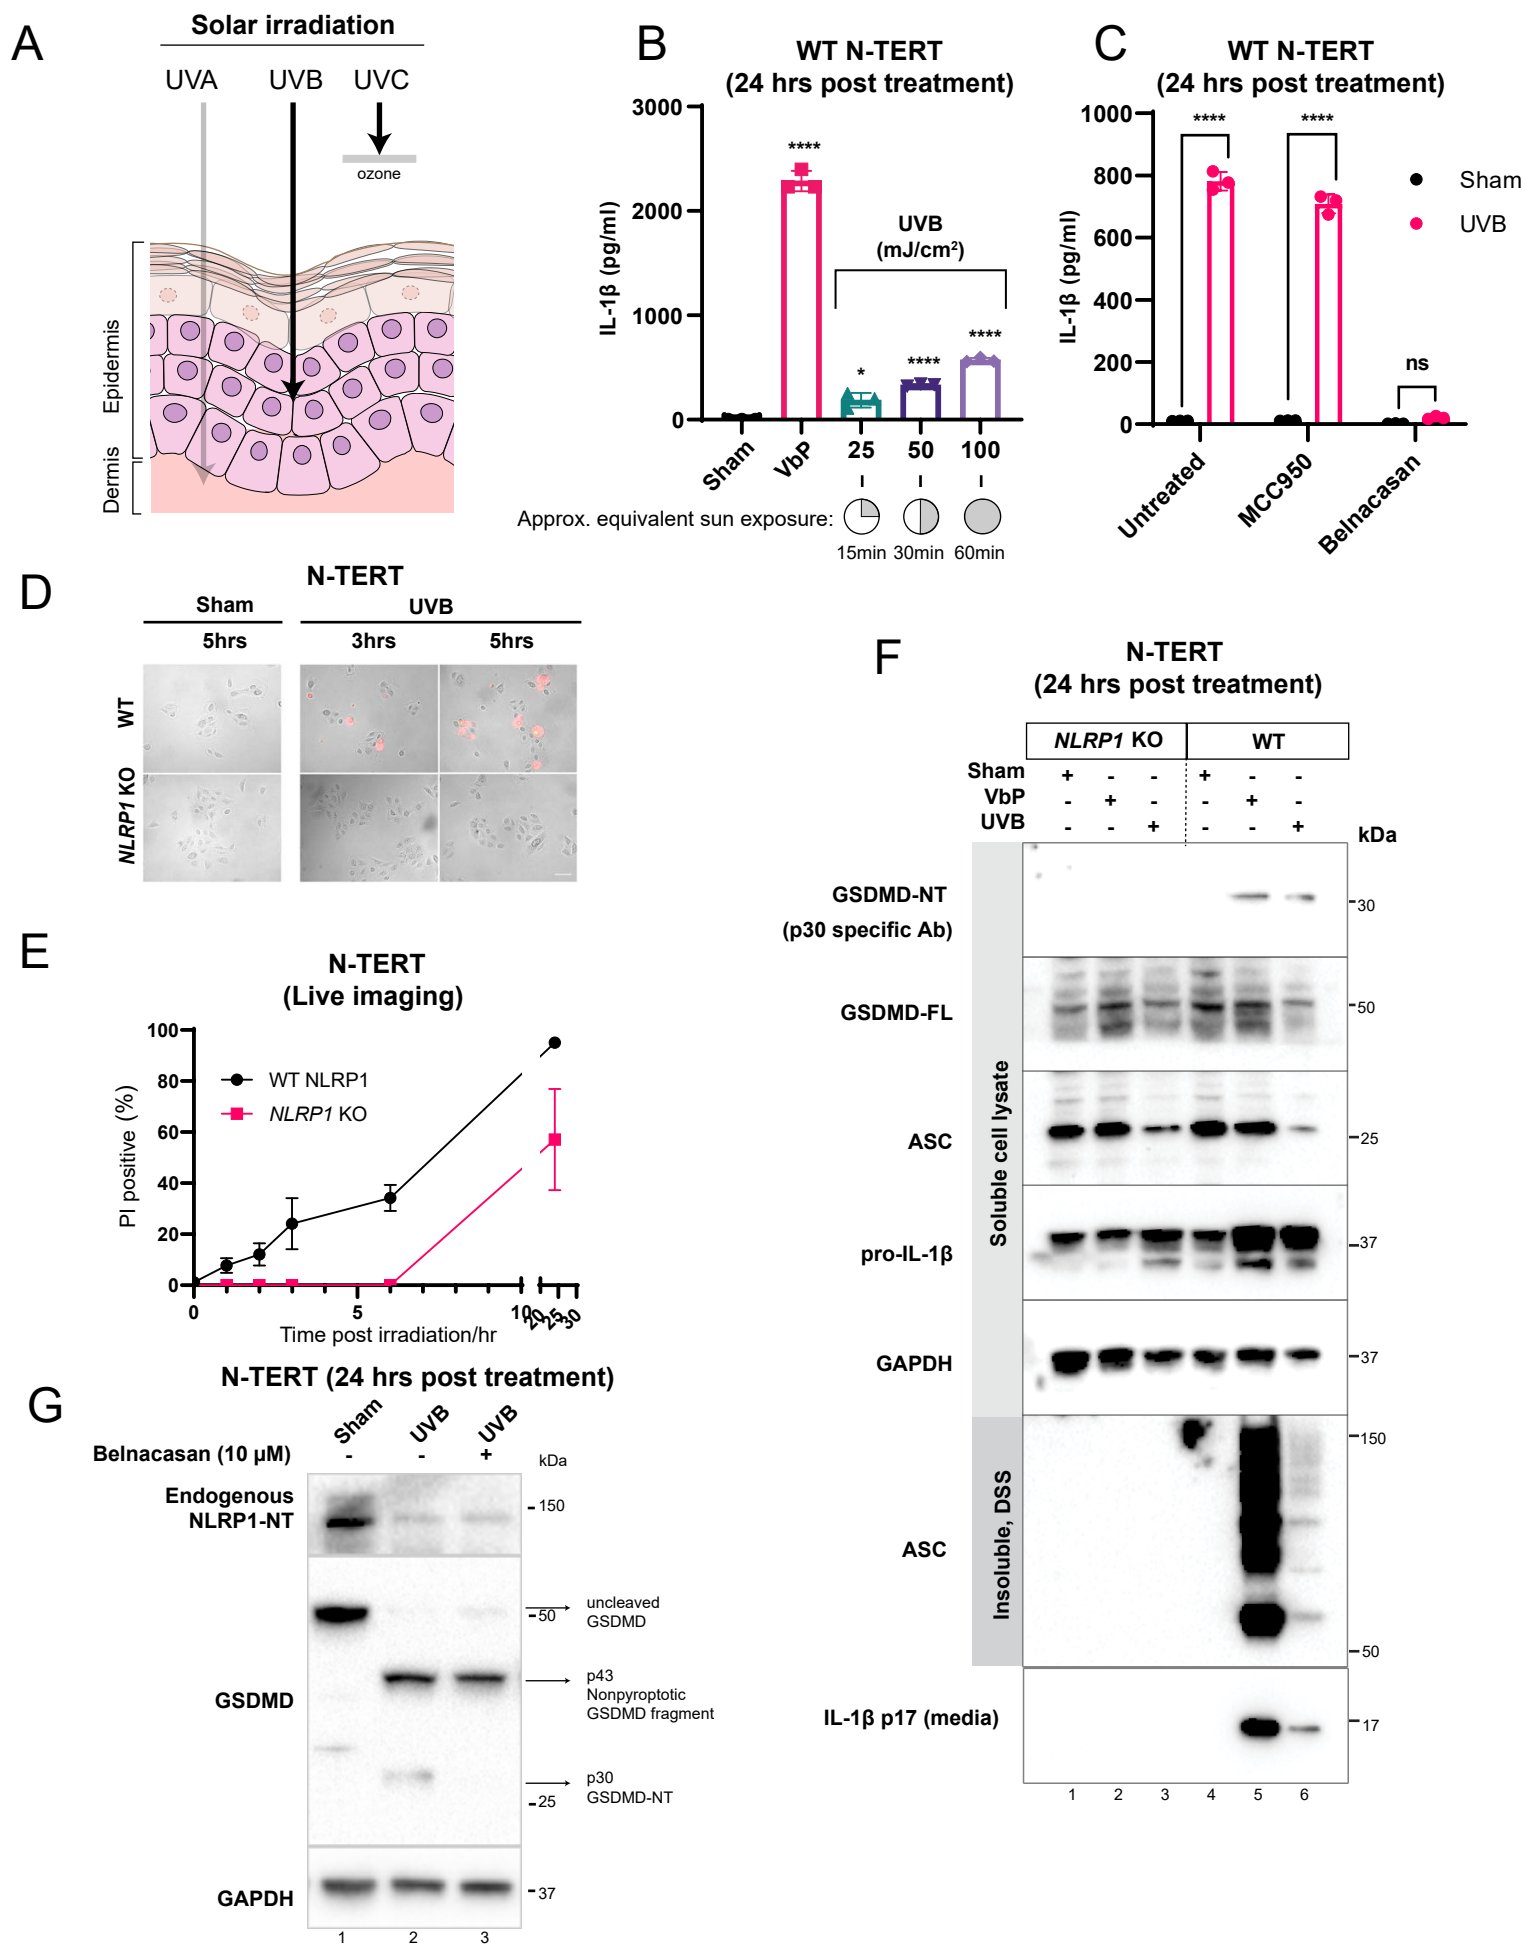 A
Solar irradiation
UVA UVB UVC
ozone
Epidermis
Dermis
B
WT N-TERT
(24 hrs post treatment)
IL-1β (pg/ml)
3000
2000
1000
0
****
UVB
(mJ/cm²)
*
****
****
Sham VbP 25 50 100
Approx. equivalent sun exposure:
15min 30min 60min
C
WT N-TERT
(24 hrs post treatment)
IL-1β (pg/ml)
1000
800
600
400
200
0
**** ****
ns
Sham
UVB
Untreated MCC950 Belnacasan
D
N-TERT
Sham UVB
5hrs 3hrs 5hrs
WT
NLRP1 KO
E
N-TERT
(Live imaging)
PI positive (%)
100
80
60
40
20
0
WT NLRP1
NLRP1 KO
0 5 10 20 25 30
Time post irradiation/hr
F
N-TERT
(24 hrs post treatment)
NLRP1 KO WT
Sham + - - + - -
VbP - + - - + -
UVB - - + - - +
kDa
Soluble cell lysate
GSDMD-NT
(p30 specific Ab)
30
GSDMD-FL
50
ASC
25
pro-IL-1β
37
GAPDH
37
Insoluble, DSS
150
ASC
50
IL-1β p17 (media)
17
1 2 3 4 5 6
G
N-TERT (24 hrs post treatment)
Sham UVB UVB
Belnacasan (10 µM) - - +
kDa
Endogenous
NLRP1-NT
150
uncleaved
GSDMD
50
GSDMD
p43
Nonpyroptotic
GSDMD fragment
p30
GSDMD-NT
25
GAPDH
37
1 2 3